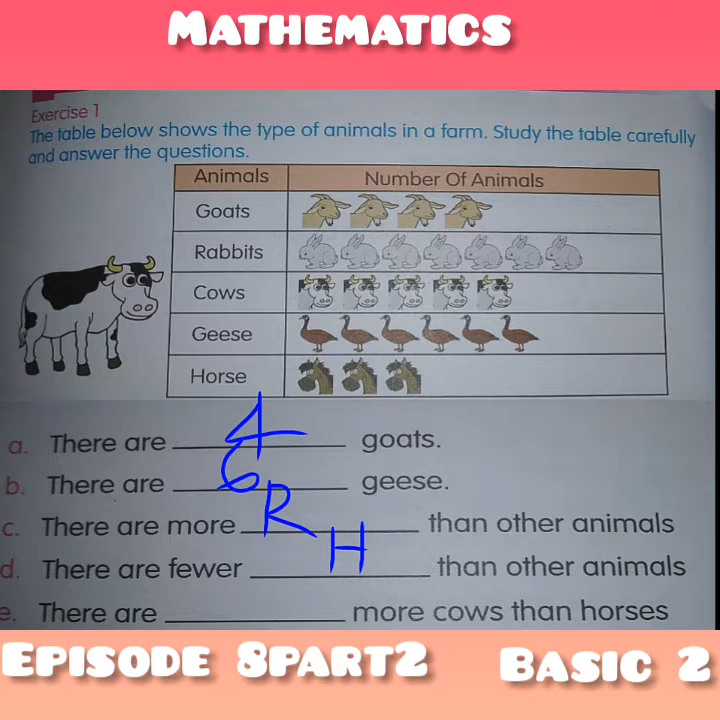 Mathematics
Exercise 1
The table below shows the type of animals in a farm. Study the table carefully
and answer the questions.
Animals Number Of Animals
Goats
Rabbits
Cows
Geese
Horse
a. There are 4 goats.
b. There are 6 geese.
c. There are more R than other animals
d. There are fewer H than other animals
e. There are ____ more cows than horses
Episode 8part2 Basic 2